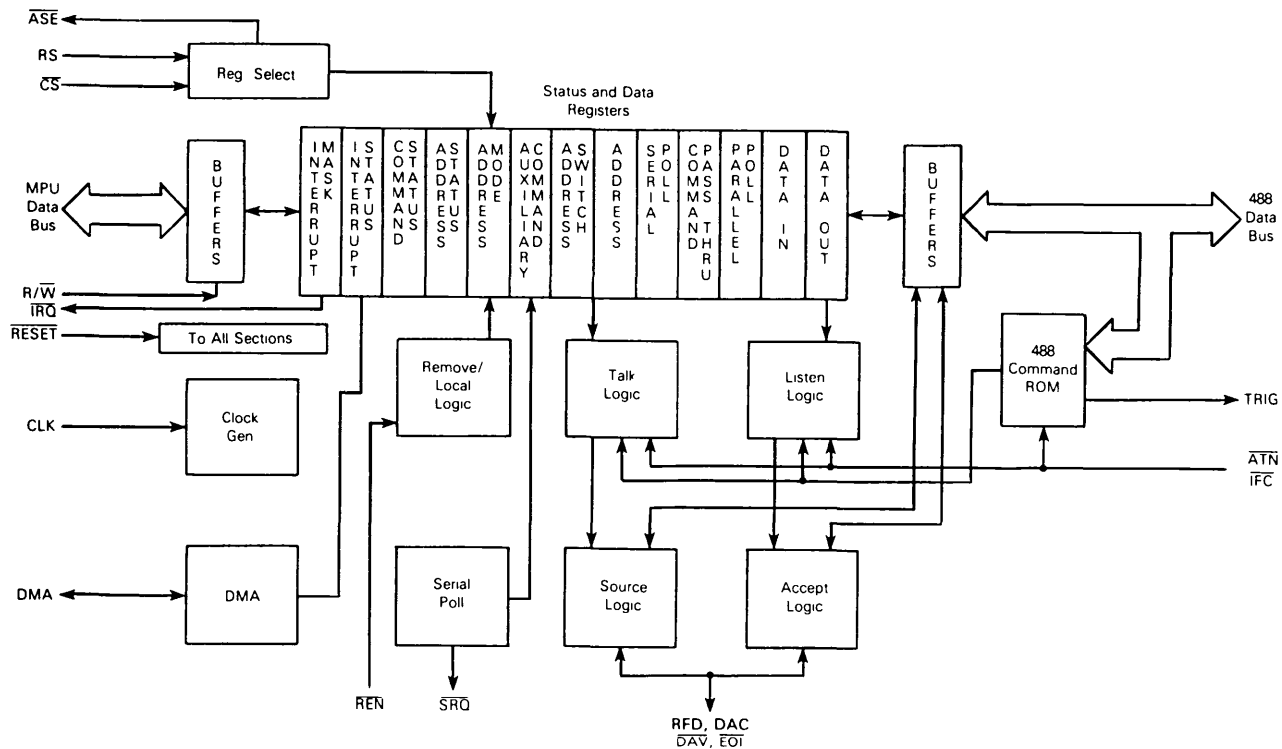 ASE
RS
CS
Reg Select
Status and Data
Registers
MPU
Data
Bus
BUFFERS
INTERRUPT MASK
INTERRUPT STATUS
COMMAND STATUS
ADDRESS STATUS
ADDRESS MODE
AUXILIARY COMMAND
ADDRESS SWITCH
ADDRESS
SERIAL POLL
COMMAND PASS THRU
PARALLEL POLL
DATA IN
DATA OUT
BUFFERS
488
Data
Bus
R/W
IRQ
RESET
To All Sections
Remove/
Local
Logic
Talk
Logic
Listen
Logic
488
Command
ROM
TRIG
CLK
Clock
Gen
ATN
IFC
DMA
DMA
Serial
Poll
Source
Logic
Accept
Logic
REN
SRQ
RFD, DAC
DAV, EOI